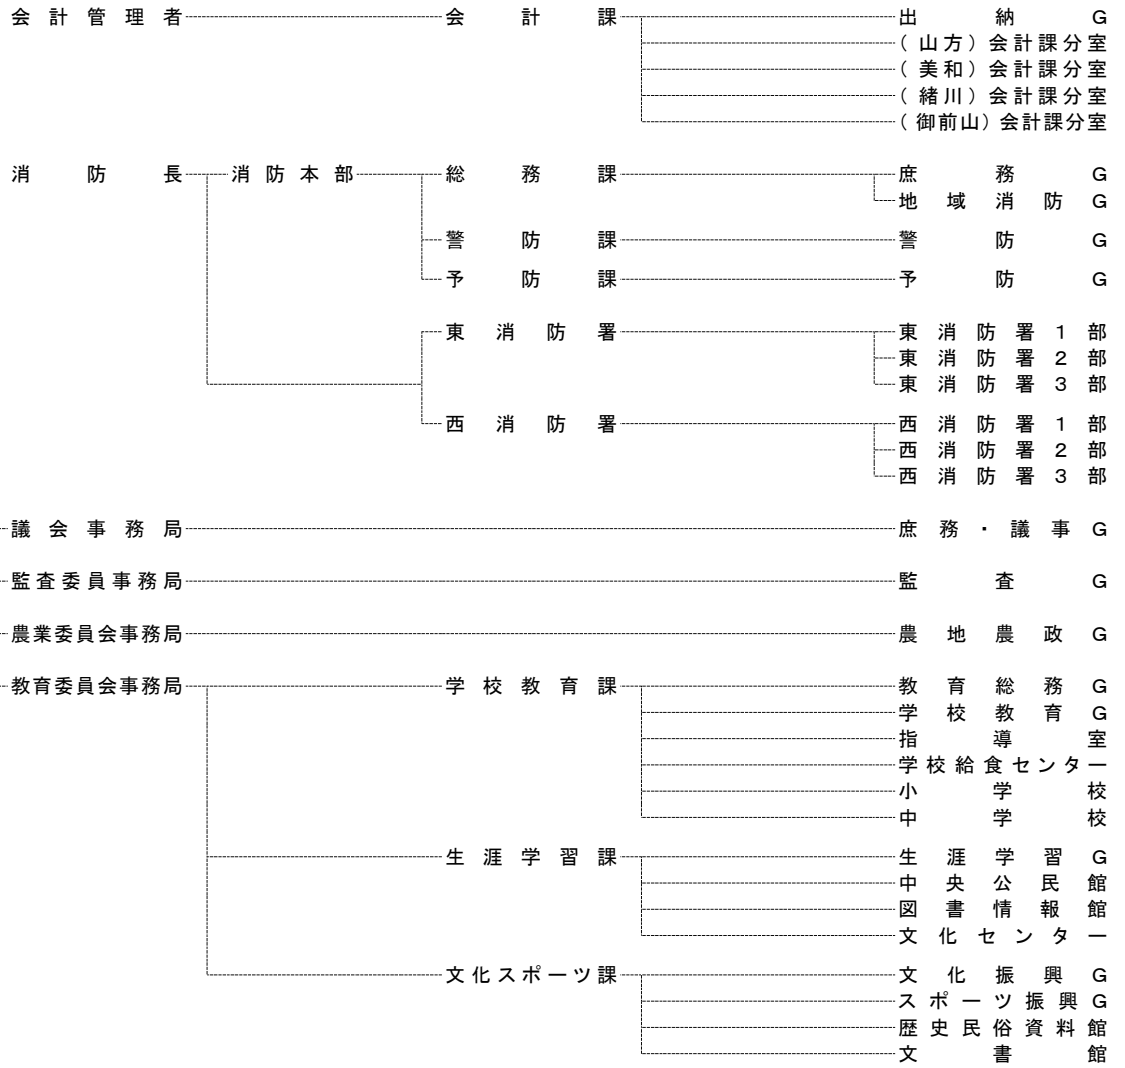 会計管理者 会計課 出納G
(山方)会計課分室
(美和)会計課分室
(緒川)会計課分室
(御前山)会計課分室
消防長 消防本部 総務課 庶務G
地域消防G
警防課 警防G
予防課 予防G
東消防署 東消防署1部
東消防署2部
東消防署3部
西消防署 西消防署1部
西消防署2部
西消防署3部
議会事務局 庶務・議事G
監査委員事務局 監査G
農業委員会事務局 農地農政G
教育委員会事務局 学校教育課 教育総務G
学校教育G
指導室
学校給食センター
小学校
中学校
生涯学習課 生涯学習G
中央公民館
図書情報館
文化センター
文化スポーツ課 文化振興G
スポーツ振興G
歴史民俗資料館
文書館